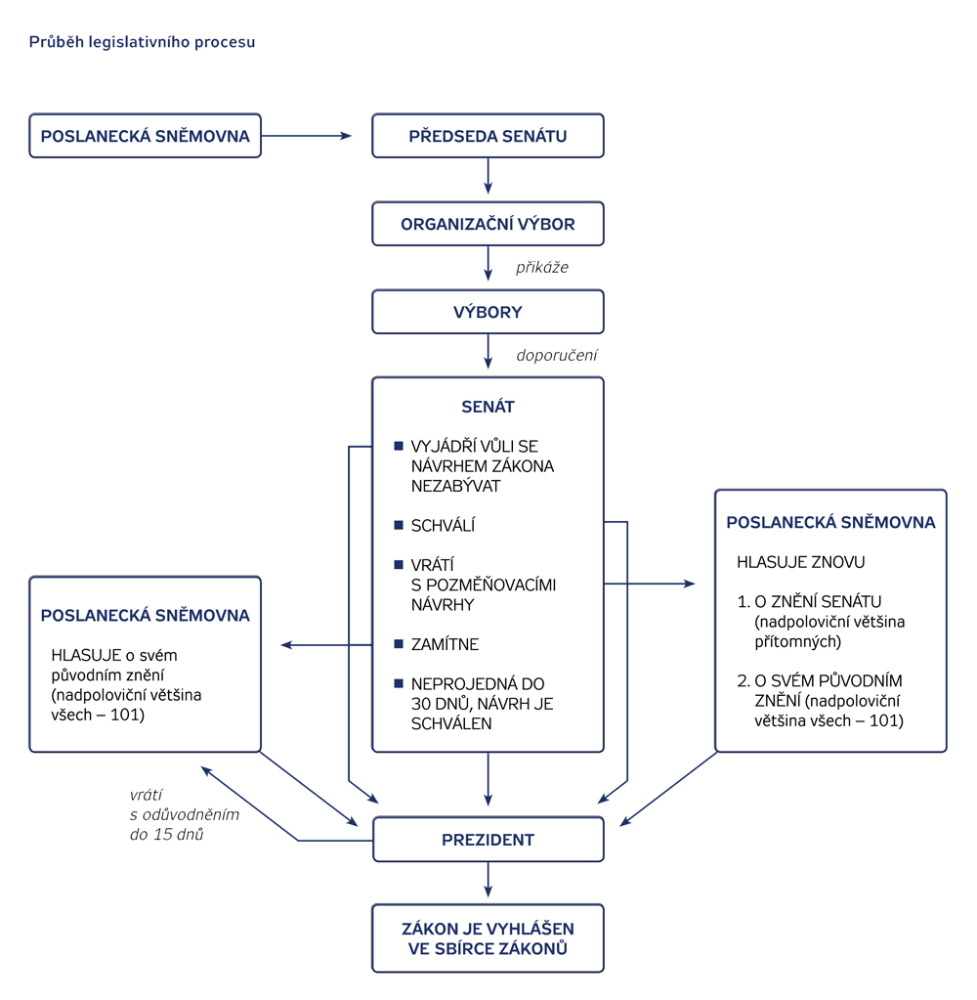 Průběh legislativního procesu
POSLANECKÁ SNĚMOVNA
PŘEDSEDA SENÁTU
ORGANIZAČNÍ VÝBOR
přikáže
VÝBORY
doporučení
SENÁT
VYJÁDŘÍ VŮLI SE
NÁVRHEM ZÁKONA
NEZABÝVAT
SCHVÁLÍ
VRÁTÍ
S POZMĚŇOVACÍMI
NÁVRHY
ZAMÍTNE
NEPROJEDNÁ DO
30 DNŮ, NÁVRH JE
SCHVÁLEN
POSLANECKÁ SNĚMOVNA
HLASUJE ZNOVU
1. O ZNĚNÍ SENÁTU
(nadpoloviční většina
přítomných)
2. O SVÉM PŮVODNÍM
ZNĚNÍ (nadpoloviční
většina všech – 101)
POSLANECKÁ SNĚMOVNA
HLASUJE o svém
původním znění
(nadpoloviční většina
všech – 101)
vrátí
s odůvodněním
do 15 dnů
PREZIDENT
ZÁKON JE VYHLÁŠEN
VE SBÍRCE ZÁKONŮ